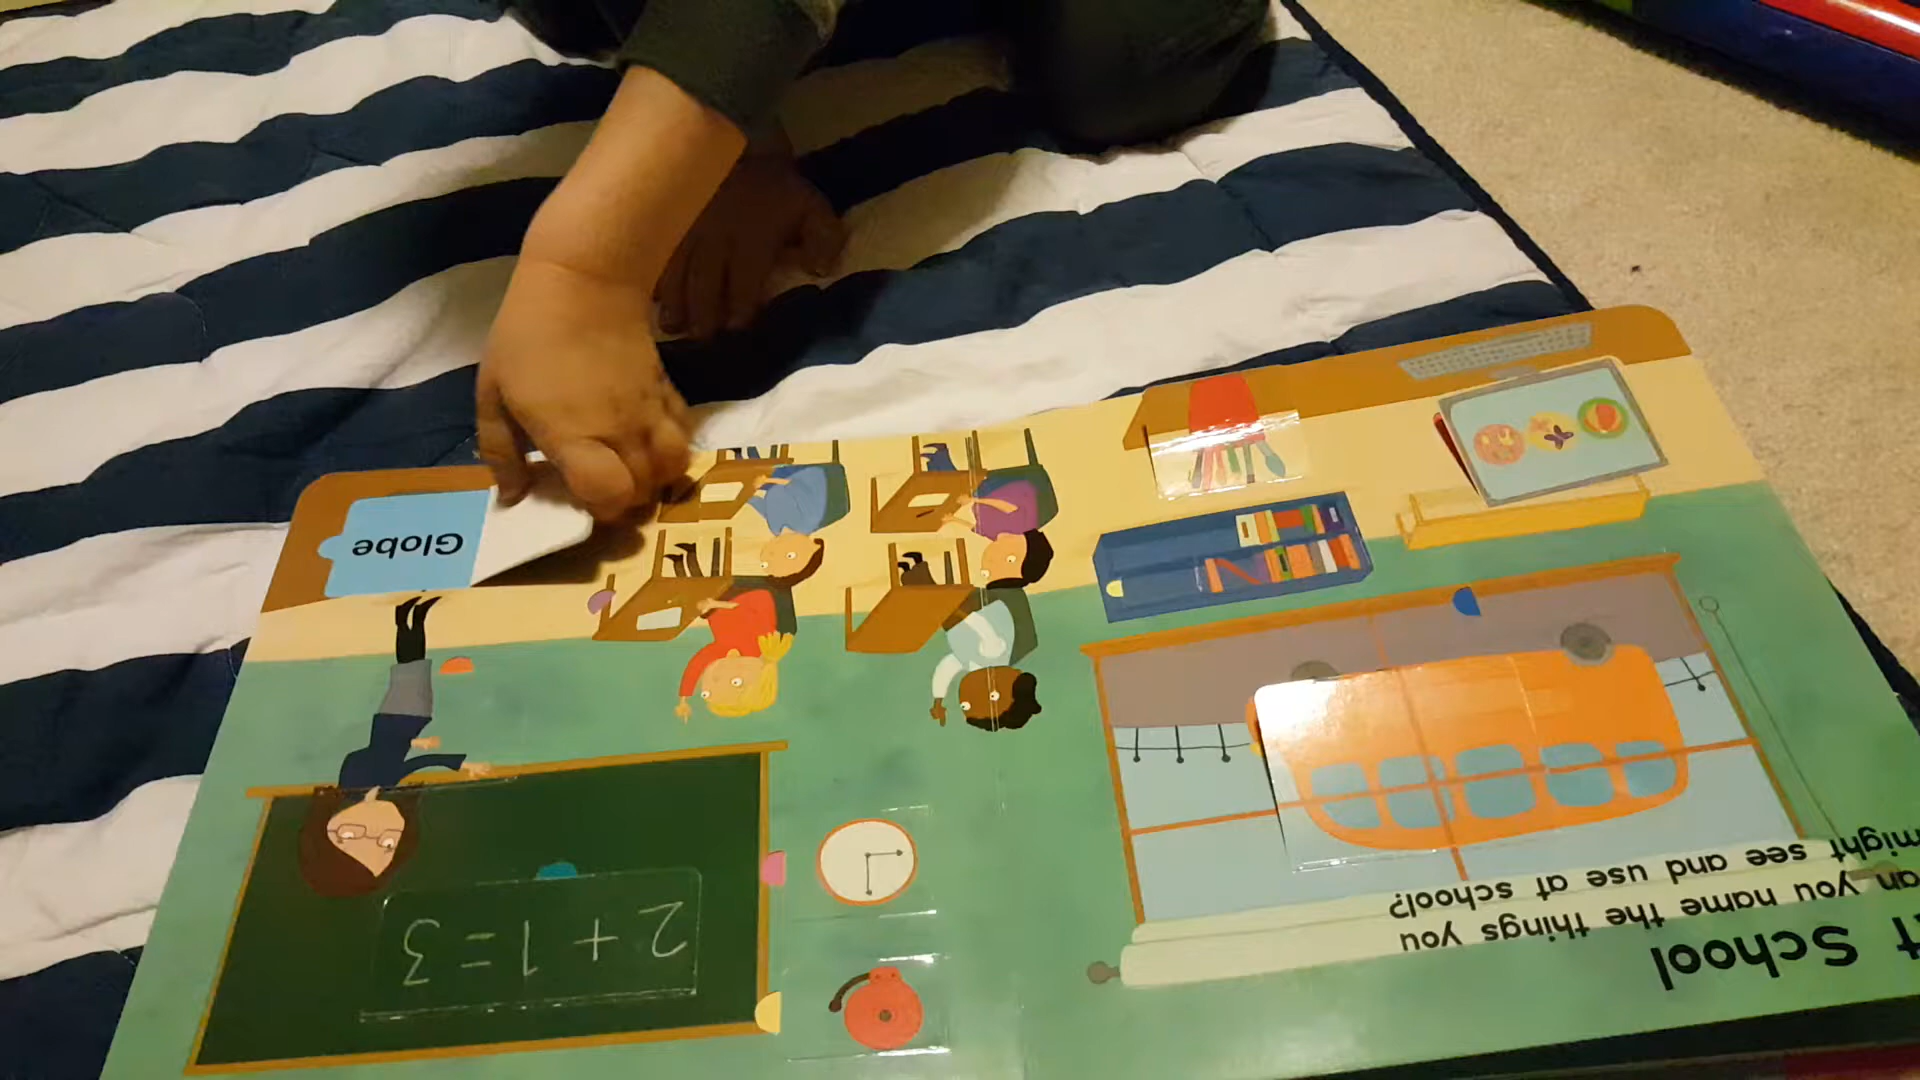 t School
an you name the things you
might see and use at school?
2 + 1 = 3
Globe